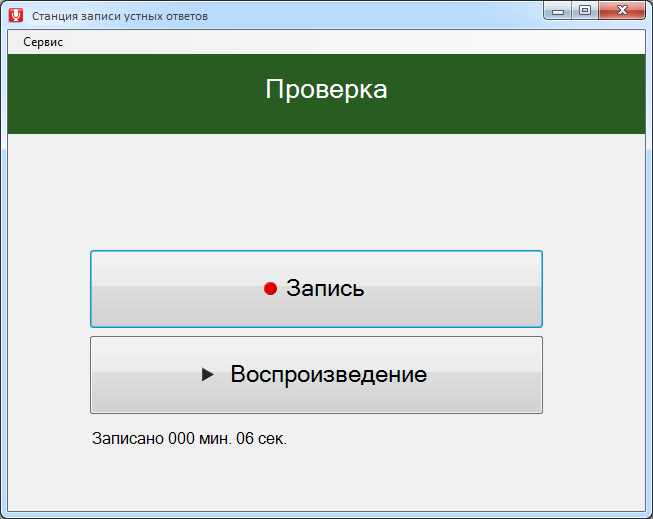 Станция записи устных ответов
Сервис
Проверка
Запись
Воспроизведение
Записано 000 мин. 06 сек.